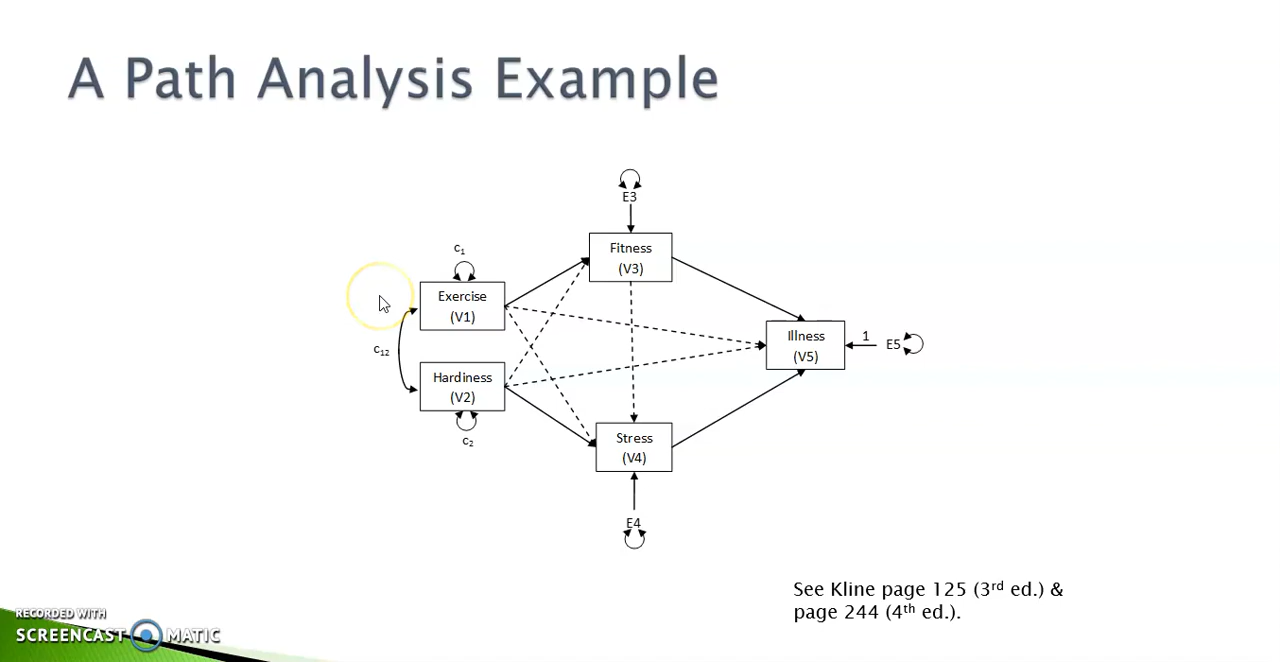 A Path Analysis Example
E3
Fitness
(V3)
c1
Exercise
(V1)
c12
Hardiness
(V2)
c2
Illness
(V5)
1
E5
Stress
(V4)
E4
See Kline page 125 (3rd ed.) &
page 244 (4th ed.).
RECORDED WITH
SCREENCAST MATIC